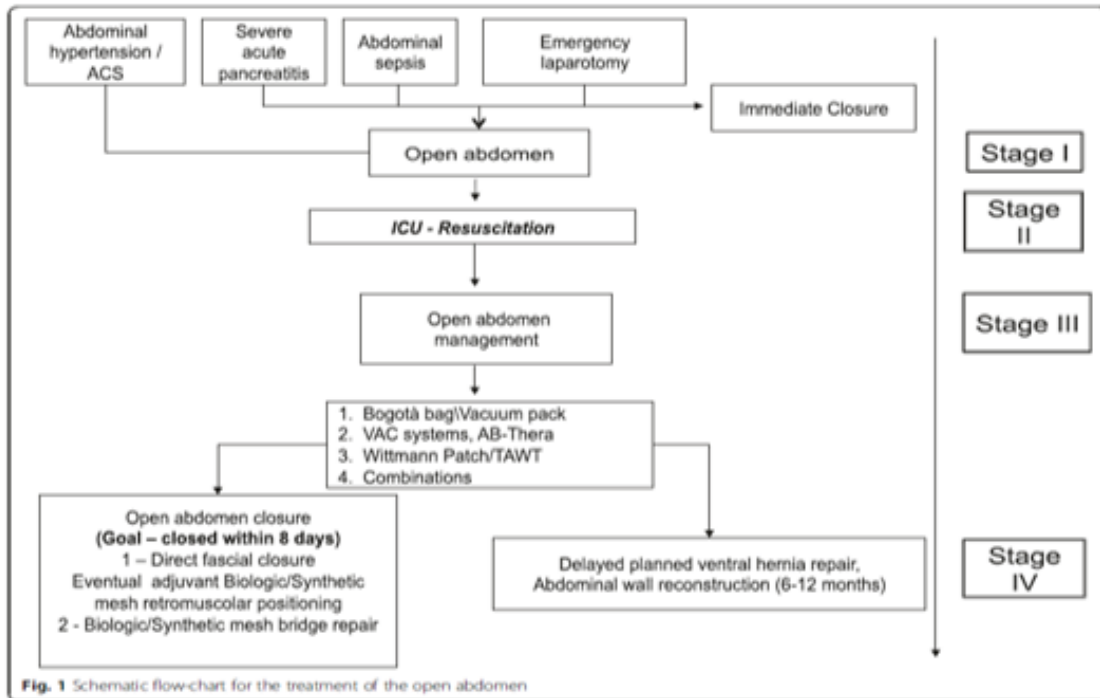 Abdominal
hypertension /
ACS
Severe
acute
pancreatitis
Abdominal
sepsis
Emergency
laparotomy
Immediate Closure
Open abdomen
Stage I
ICU - Resuscitation
Stage
II
Open abdomen
management
Stage III
1. Bogotà bag\Vacuum pack
2. VAC systems, AB-Thera
3. Wittmann Patch/TAWT
4. Combinations
Open abdomen closure
(Goal – closed within 8 days)
1 – Direct fascial closure
Eventual adjuvant Biologic/Synthetic
mesh retromuscolar positioning
2 - Biologic/Synthetic mesh bridge repair
Delayed planned ventral hernia repair,
Abdominal wall reconstruction (6-12 months)
Stage
IV
Fig. 1 Schematic flow-chart for the treatment of the open abdomen